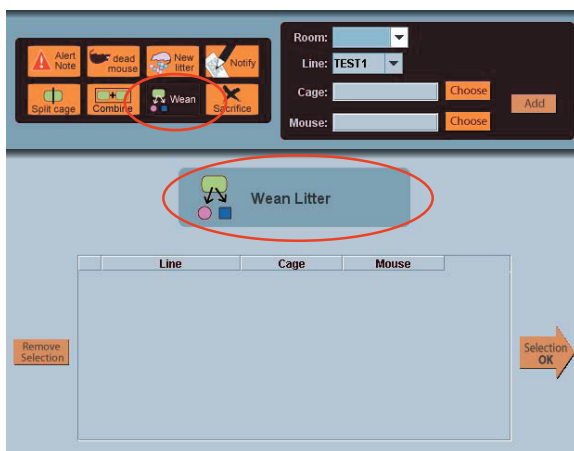 Alert Note
dead mouse
New litter
Notify
Split cage
Combine
Wean
Sacrifice
Room:
Line: TEST1
Cage: Choose
Mouse: Choose
Add
Wean Litter
Line Cage Mouse
Remove Selection
Selection OK